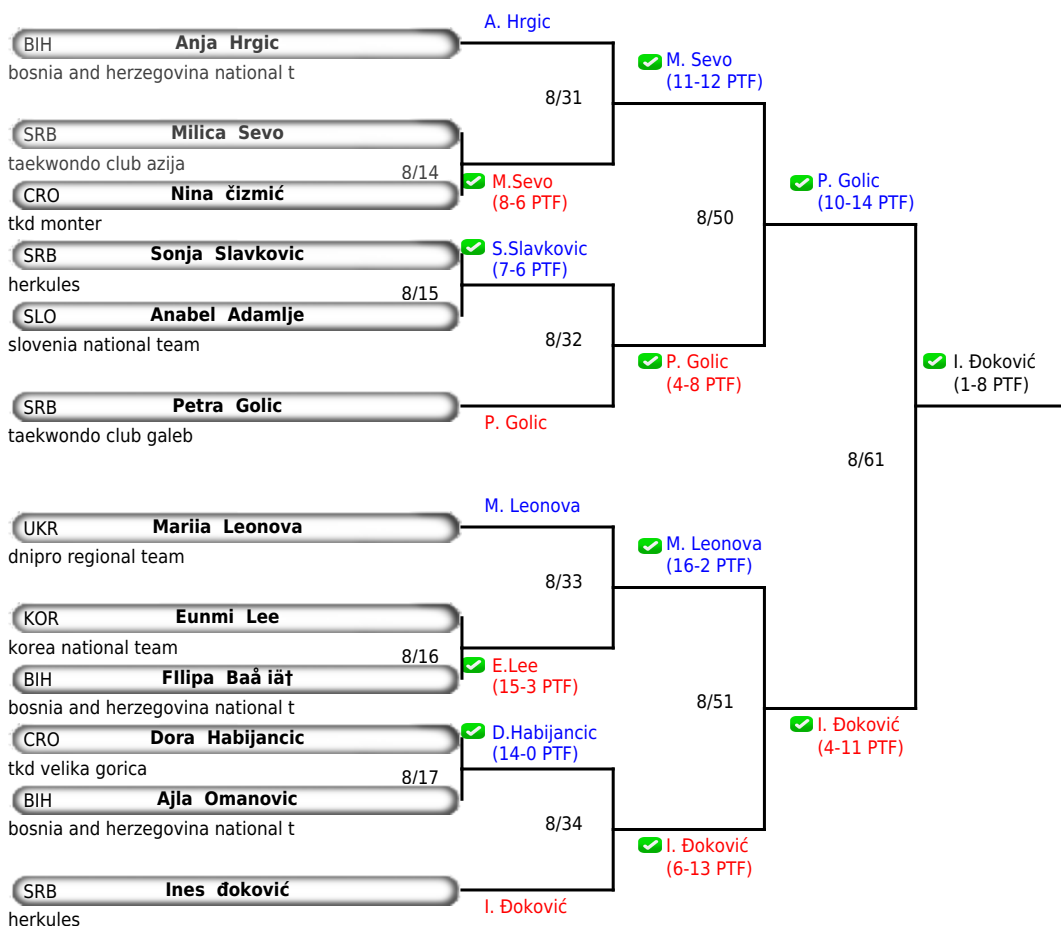 A. Hrgic
BIH Anja Hrgic
bosnia and herzegovina national t
M. Sevo
(11-12 PTF)
8/31
SRB Milica Sevo
taekwondo club azija
8/14
CRO Nina čizmić
tkd monter
M.Sevo
(8-6 PTF)
P. Golic
(10-14 PTF)
8/50
SRB Sonja Slavkovic
herkules
S.Slavkovic
(7-6 PTF)
8/15
SLO Anabel Adamlje
slovenia national team
8/32
P. Golic
(4-8 PTF)
I. Đoković
(1-8 PTF)
SRB Petra Golic
taekwondo club galeb
P. Golic
8/61
M. Leonova
UKR Mariia Leonova
dnipro regional team
M. Leonova
(16-2 PTF)
8/33
KOR Eunmi Lee
korea national team
8/16
BIH FIlipa Baå iä†
bosnia and herzegovina national t
E.Lee
(15-3 PTF)
8/51
CRO Dora Habijancic
tkd velika gorica
D.Habijancic
(14-0 PTF)
I. Đoković
(4-11 PTF)
8/17
BIH Ajla Omanovic
bosnia and herzegovina national t
8/34
I. Đoković
(6-13 PTF)
SRB Ines đoković
herkules
I. Đoković